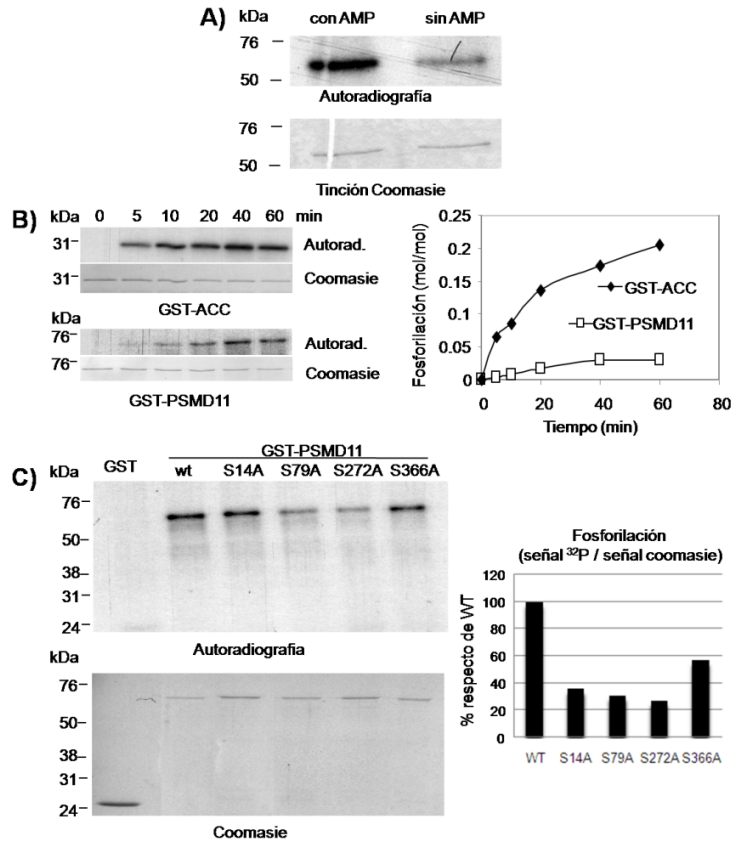 A)
kDa con AMP sin AMP
76
50
Autoradiografía
76
50
Tinción Coomasie
B)
kDa 0 5 10 20 40 60 min
31 Autorad.
31 Coomasie
GST-ACC
kDa
76 Autorad.
76 Coomasie
GST-PSMD11
Fosforilación (mol/mol)
0.25
0.2
0.15
0.1
0.05
0
GST-ACC
GST-PSMD11
0 20 40 60 80
Tiempo (min)
C)
GST-PSMD11
kDa GST wt S14A S79A S272A S366A
76
50
38
31
24
Autoradiografia
kDa
76
50
38
31
24
Coomasie
Fosforilación
(señal 32P / señal coomasie)
% respecto de WT
120
100
80
60
40
20
0
WT S14A S79A S272A S366A